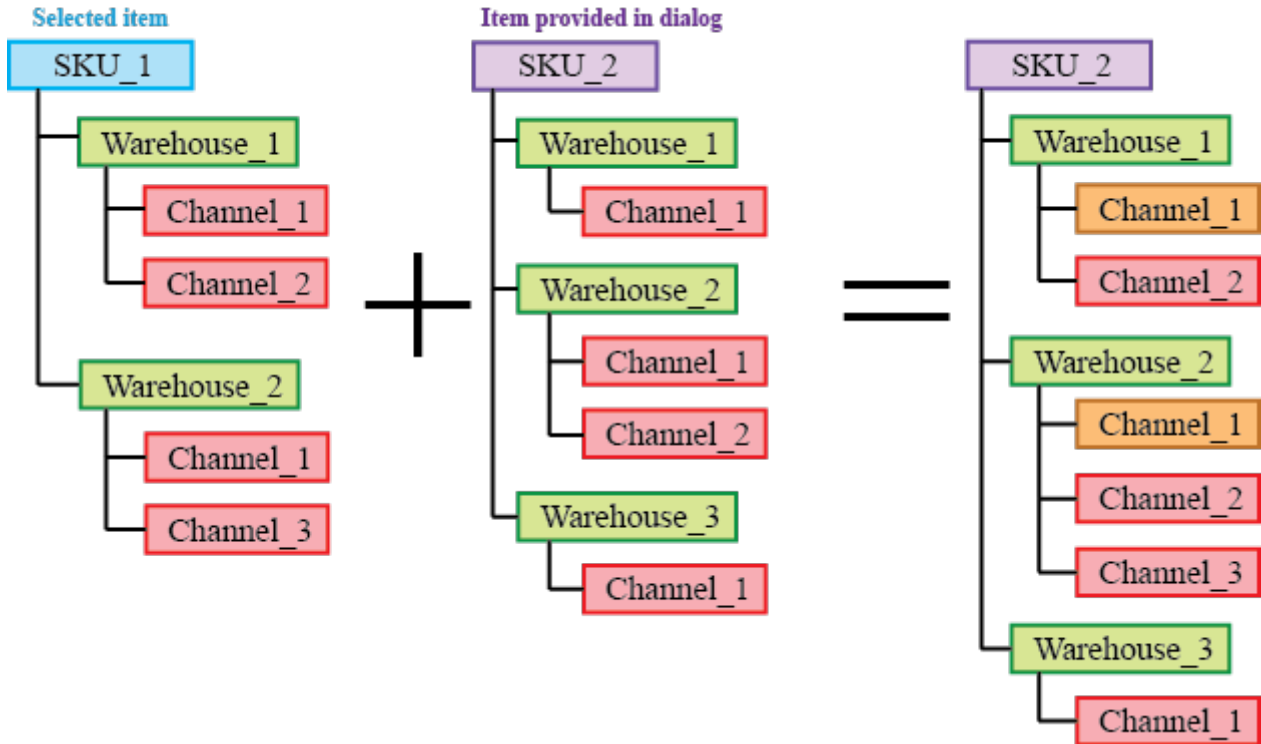 Selected item
SKU_1
Warehouse_1
Channel_1
Channel_2
Warehouse_2
Channel_1
Channel_3
+
Item provided in dialog
SKU_2
Warehouse_1
Channel_1
Warehouse_2
Channel_1
Channel_2
Warehouse_3
Channel_1
=
SKU_2
Warehouse_1
Channel_1
Channel_2
Warehouse_2
Channel_1
Channel_2
Channel_3
Warehouse_3
Channel_1